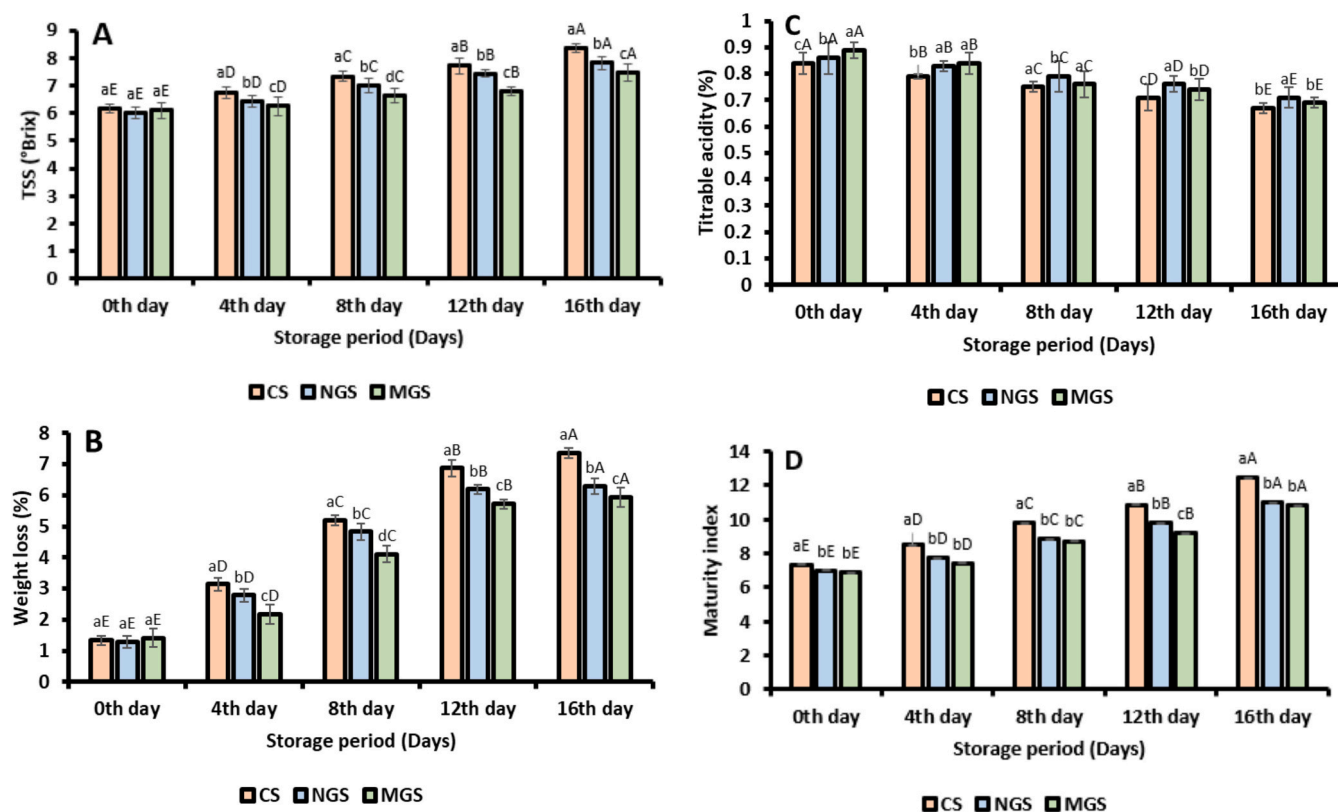 A
TSS (°Brix)
9
8
7
6
5
4
3
2
1
0
aE aE aE
aD bD cD
aC bC dC
aB bB cB
aA bA cA
0th day 4th day 8th day 12th day 16th day
Storage period (Days)
CS NGS MGS
B
Weight loss (%)
8
7
6
5
4
3
2
1
0
aE aE aE
aD bD cD
aC bC dC
aB bB cB
aA bA cA
0th day 4th day 8th day 12th day 16th day
Storage period (Days)
CS NGS MGS
C
Titrable acidity (%)
1
0.9
0.8
0.7
0.6
0.5
0.4
0.3
0.2
0.1
0
cA bA aA
bB aB aB
aC bC aC
cD aD bD
bE aE bE
0th day 4th day 8th day 12th day 16th day
Storage period (Days)
CS NGS MGS
D
Maturity index
14
12
10
8
6
4
2
0
aE bE bE
aD bD bD
aC bC bC
aB bB cB
aA bA bA
0th day 4th day 8th day 12th day 16th day
Storage period (Days)
CS NGS MGS